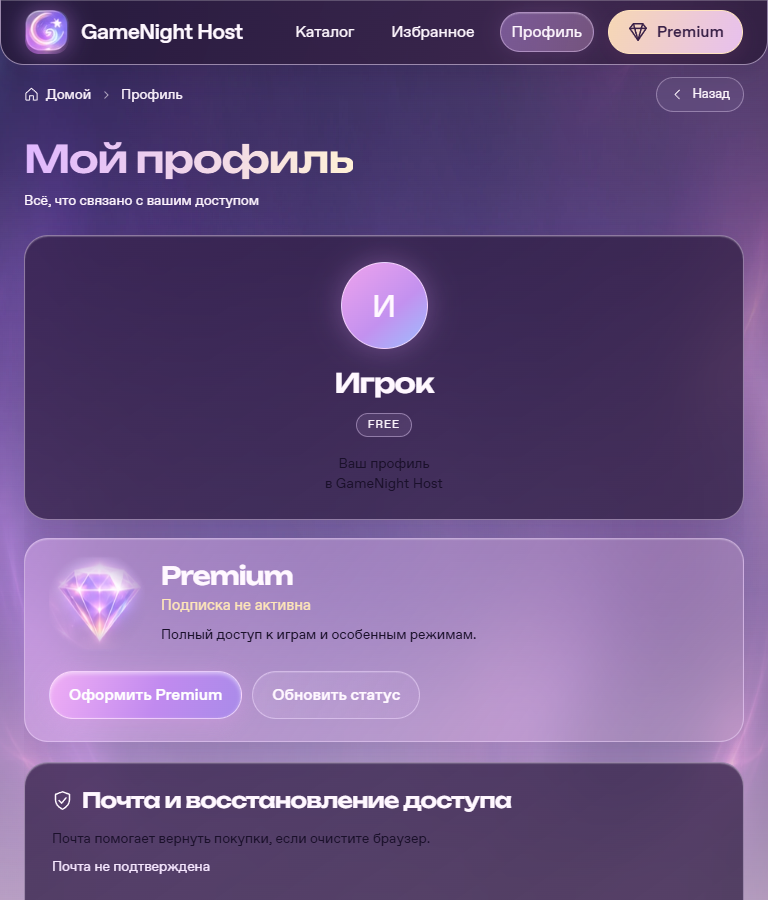 GameNight Host
Каталог
Избранное
Профиль
Premium
Домой
Профиль
Назад
Мой профиль
Всё, что связано с вашим доступом
И
Игрок
FREE
Ваш профиль
в GameNight Host
Premium
Подписка не активна
Полный доступ к играм и особенным режимам.
Оформить Premium
Обновить статус
Почта и восстановление доступа
Почта помогает вернуть покупки, если очистите браузер.
Почта не подтверждена